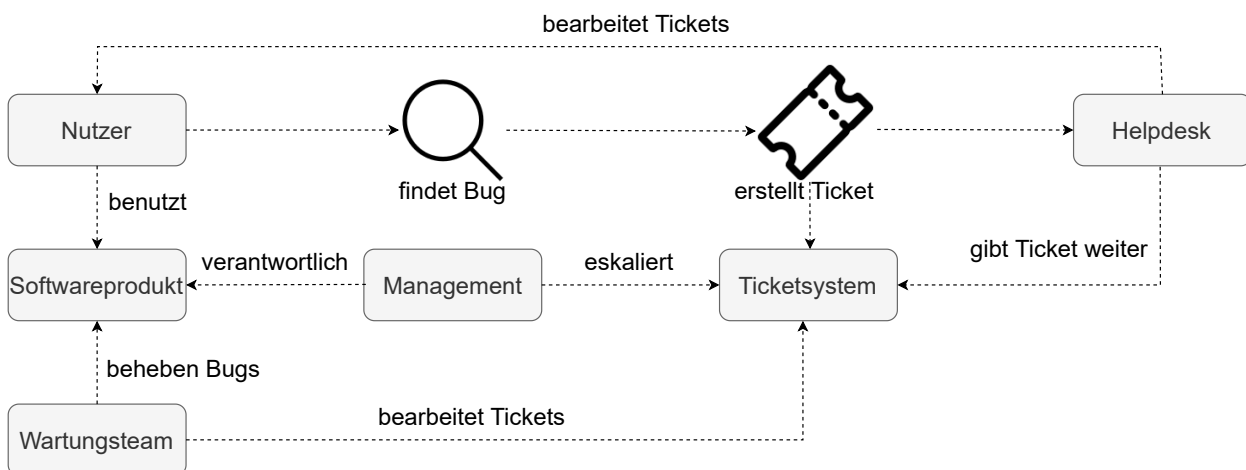 bearbeitet Tickets
Nutzer
Helpdesk
findet Bug
erstellt Ticket
benutzt
gibt Ticket weiter
verantwortlich
eskaliert
Softwareprodukt
Management
Ticketsystem
beheben Bugs
bearbeitet Tickets
Wartungsteam